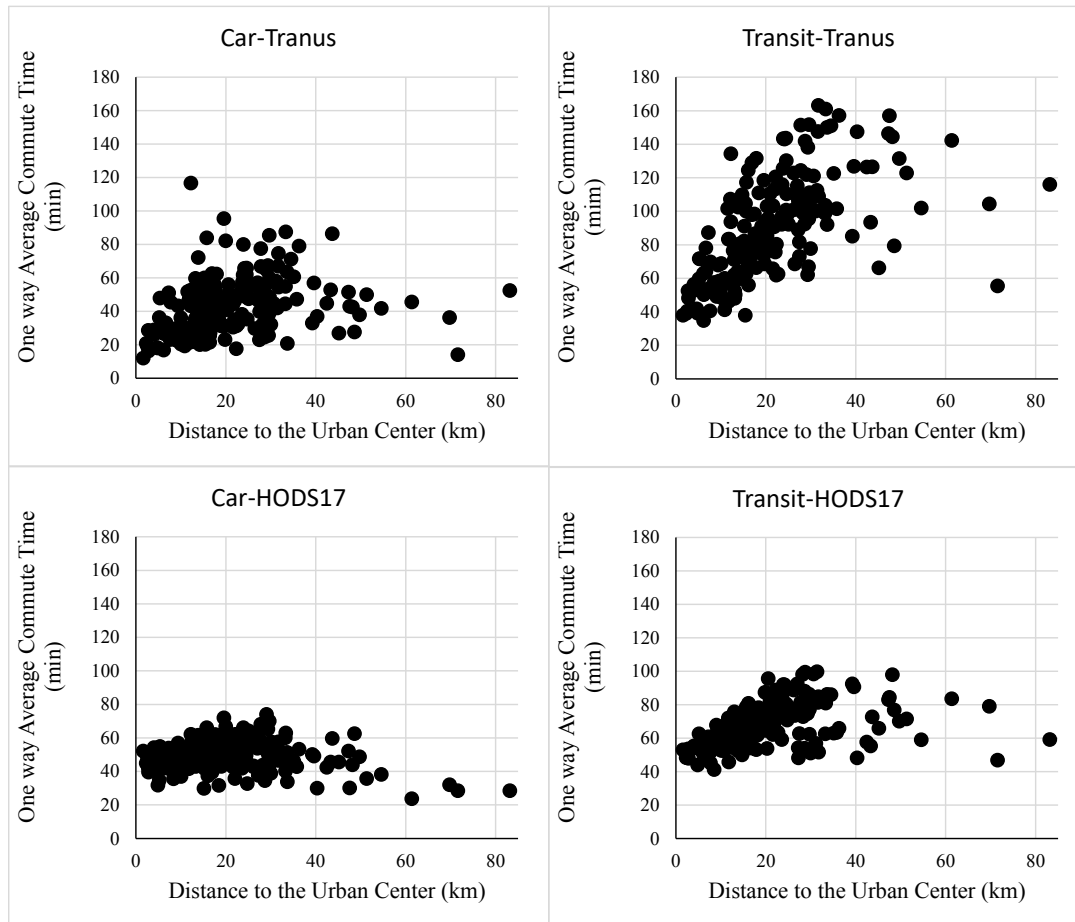 Car-Tranus
One way Average Commute Time
(min)
180
160
140
120
100
80
60
40
20
0
0 20 40 60 80
Distance to the Urban Center (km)
Transit-Tranus
One way Average Commute Time
(mim)
180
160
140
120
100
80
60
40
20
0
0 20 40 60 80
Distance to the Urban Center (km)
Car-HODS17
One way Average Commute Time
(min)
180
160
140
120
100
80
60
40
20
0
0 20 40 60 80
Distance to the Urban Center (km)
Transit-HODS17
One way Average Commute Time
(min)
180
160
140
120
100
80
60
40
20
0
0 20 40 60 80
Distance to the Urban Center (km)